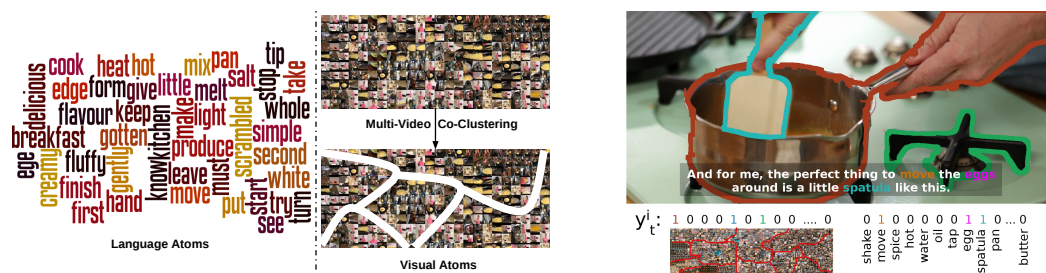 tip
cook heat hot mix pan
delicious edge form give little melt salt stop take
flavour keep make light scrambled whole
breakfast gotten knowkitchen produce simple
ege creamy fluffy gently leave must second
finish move white
first hand put start try turn
see
Language Atoms
Multi-Video Co-Clustering
Visual Atoms
And for me, the perfect thing to move the eggs
around is a little spatula like this.
y^i_t: 1 0 0 0 1 0 1 0 0 .... 0
0 1 0 0 0 0 0 1 1 0 ... 0
shake move spice hot water oil tap egg spatula pan butter